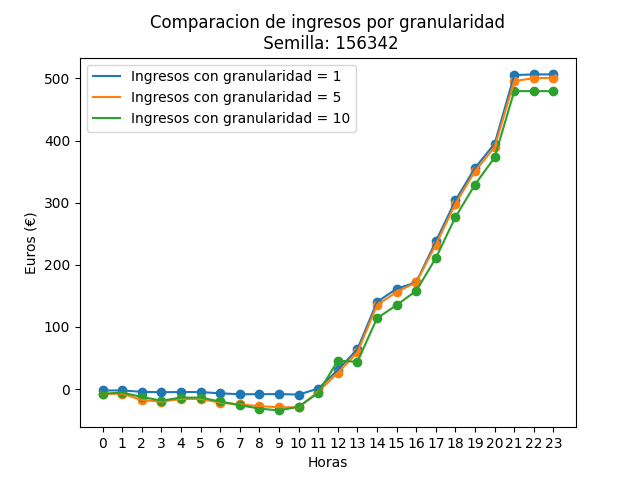 Comparacion de ingresos por granularidad
Semilla: 156342
Ingresos con granularidad = 1
Ingresos con granularidad = 5
Ingresos con granularidad = 10
Euros (€)
500
400
300
200
100
0
0 1 2 3 4 5 6 7 8 9 10 11 12 13 14 15 16 17 18 19 20 21 22 23
Horas